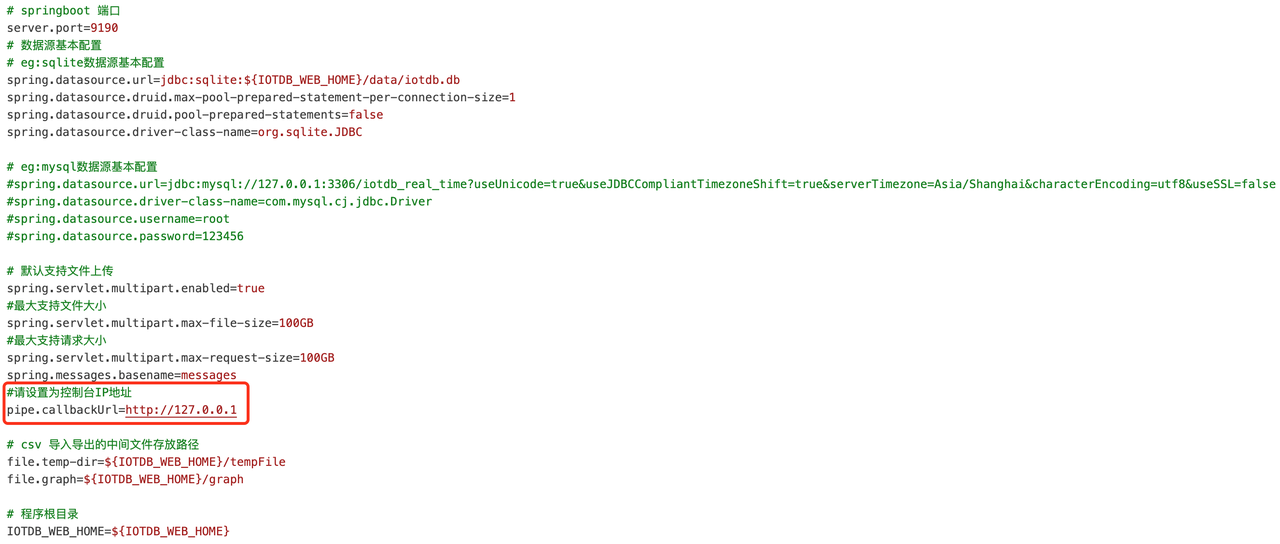 # springboot 端口
server.port=9190
# 数据源基本配置
# eg:sqlite数据源基本配置
spring.datasource.url=jdbc:sqlite:${IOTDB_WEB_HOME}/data/iotdb.db
spring.datasource.druid.max-pool-prepared-statement-per-connection-size=1
spring.datasource.druid.pool-prepared-statements=false
spring.datasource.driver-class-name=org.sqlite.JDBC
# eg:mysql数据源基本配置
#spring.datasource.url=jdbc:mysql://127.0.0.1:3306/iotdb_real_time?useUnicode=true&useJDBCCompliantTimezoneShift=true&serverTimezone=Asia/Shanghai&characterEncoding=utf8&useSSL=false
#spring.datasource.driver-class-name=com.mysql.cj.jdbc.Driver
#spring.datasource.username=root
#spring.datasource.password=123456
# 默认支持文件上传
spring.servlet.multipart.enabled=true
#最大支持文件大小
spring.servlet.multipart.max-file-size=100GB
#最大支持请求大小
spring.servlet.multipart.max-request-size=100GB
spring.messages.basename=messages
#请设置为控制台IP地址
pipe.callbackUrl=http://127.0.0.1
# csv 导入导出的中间文件存放路径
file.temp-dir=${IOTDB_WEB_HOME}/tempFile
file.graph=${IOTDB_WEB_HOME}/graph
# 程序根目录
IOTDB_WEB_HOME=${IOTDB_WEB_HOME}